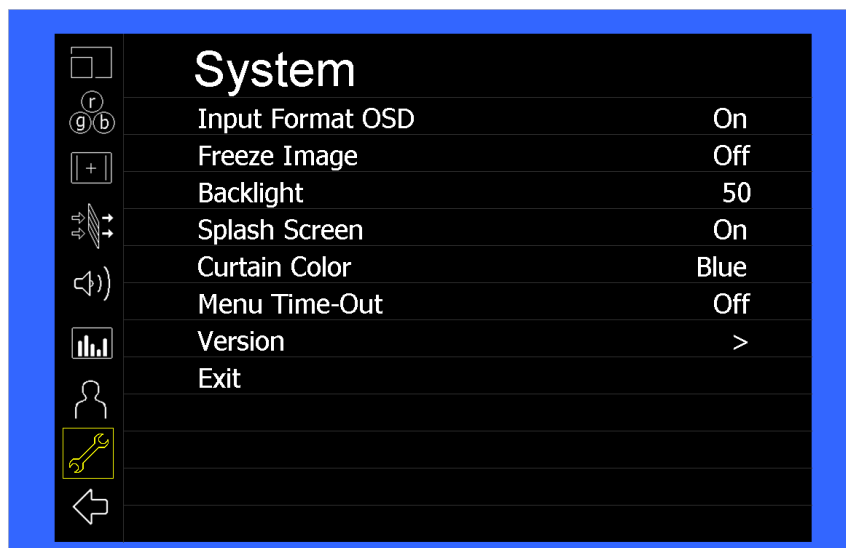 System
r
g b
Input Format OSD On
Freeze Image Off
Backlight 50
Splash Screen On
Curtain Color Blue
Menu Time-Out Off
Version >
Exit